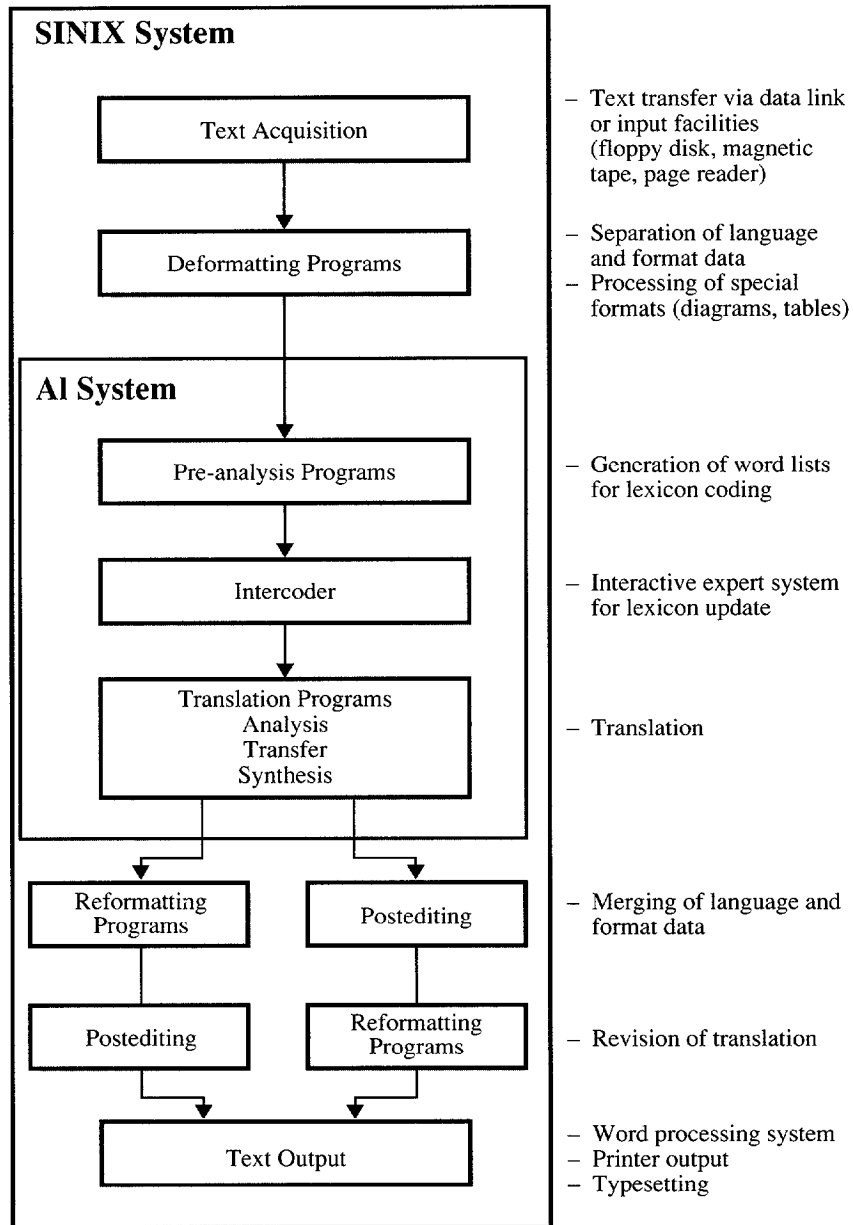 SINIX System
Text Acquisition
– Text transfer via data link
or input facilities
(floppy disk, magnetic
tape, page reader)
Deformatting Programs
– Separation of language
and format data
– Processing of special
formats (diagrams, tables)
Al System
Pre-analysis Programs
– Generation of word lists
for lexicon coding
Intercoder
– Interactive expert system
for lexicon update
Translation Programs
Analysis
Transfer
Synthesis
– Translation
Reformatting
Programs
Postediting
– Merging of language and
format data
Postediting
Reformatting
Programs
– Revision of translation
Text Output
– Word processing system
– Printer output
– Typesetting